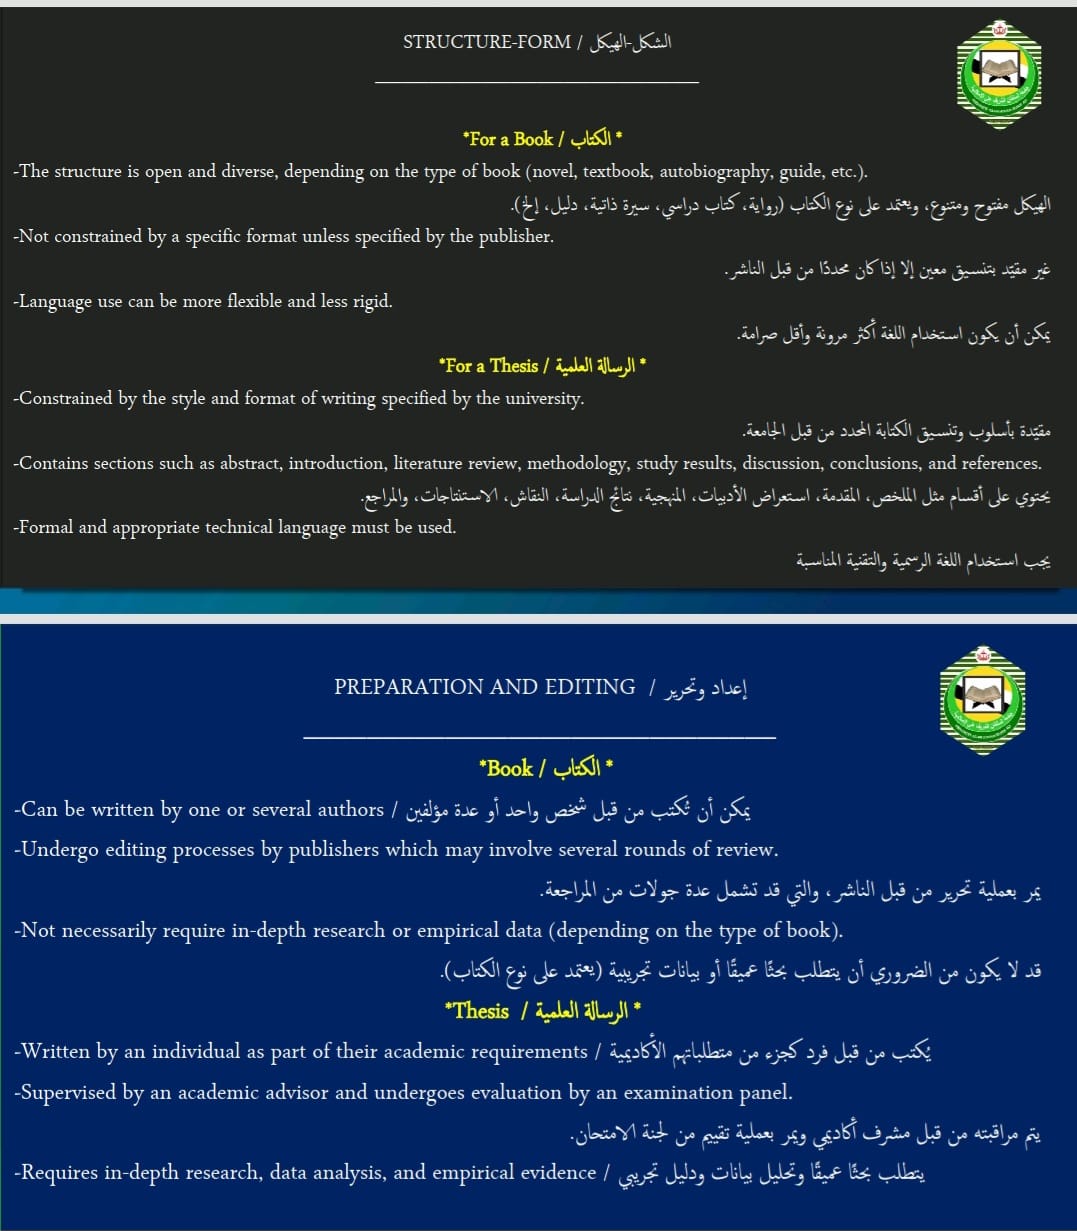 STRUCTURE-FORM / الشكل-الهيكل
*For a Book / الكتاب *
-The structure is open and diverse, depending on the type of book (novel, textbook, autobiography, guide, etc.).
الهيكل مفتوح ومتنوع، ويعتمد على نوع الكتاب (رواية، كتاب دراسي، سيرة ذاتية، دليل، إلخ).
-Not constrained by a specific format unless specified by the publisher.
غير مقيّد بتنسيق معين إلا إذا كان محددًا من قبل الناشر.
-Language use can be more flexible and less rigid.
يمكن أن يكون استخدام اللغة أكثر مرونة وأقل صرامة.
*For a Thesis / الرسالة العلمية *
-Constrained by the style and format of writing specified by the university.
مقيّدة بأسلوب وتنسيق الكتابة المحدد من قبل الجامعة.
-Contains sections such as abstract, introduction, literature review, methodology, study results, discussion, conclusions, and references.
يحتوي على أقسام مثل الملخص، المقدمة، استعراض الأدبيات، المنهجية، نتائج الدراسة، النقاش، الاستنتاجات، والمراجع.
-Formal and appropriate technical language must be used.
يجب استخدام اللغة الرسمية والتقنية المناسبة
PREPARATION AND EDITING / إعداد وتحرير
*Book / الكتاب *
-Can be written by one or several authors / يمكن أن تُكتب من قبل شخص واحد أو عدة مؤلفين
-Undergo editing processes by publishers which may involve several rounds of review.
يمر بعملية تحرير من قبل الناشر، والتي قد تشمل عدة جولات من المراجعة.
-Not necessarily require in-depth research or empirical data (depending on the type of book).
قد لا يكون من الضروري أن يتطلب بحثًا عميقًا أو بيانات تجريبية (يعتمد على نوع الكتاب).
*Thesis / الرسالة العلمية *
-Written by an individual as part of their academic requirements / يُكتب من قبل فرد كجزء من متطلباتهم الأكاديمية
-Supervised by an academic advisor and undergoes evaluation by an examination panel.
يتم مراقبته من قبل مشرف أكاديمي ويمر بعملية تقييم من لجنة الامتحان.
-Requires in-depth research, data analysis, and empirical evidence / يتطلب بحثًا عميقًا وتحليل بيانات ودليل تجريبي